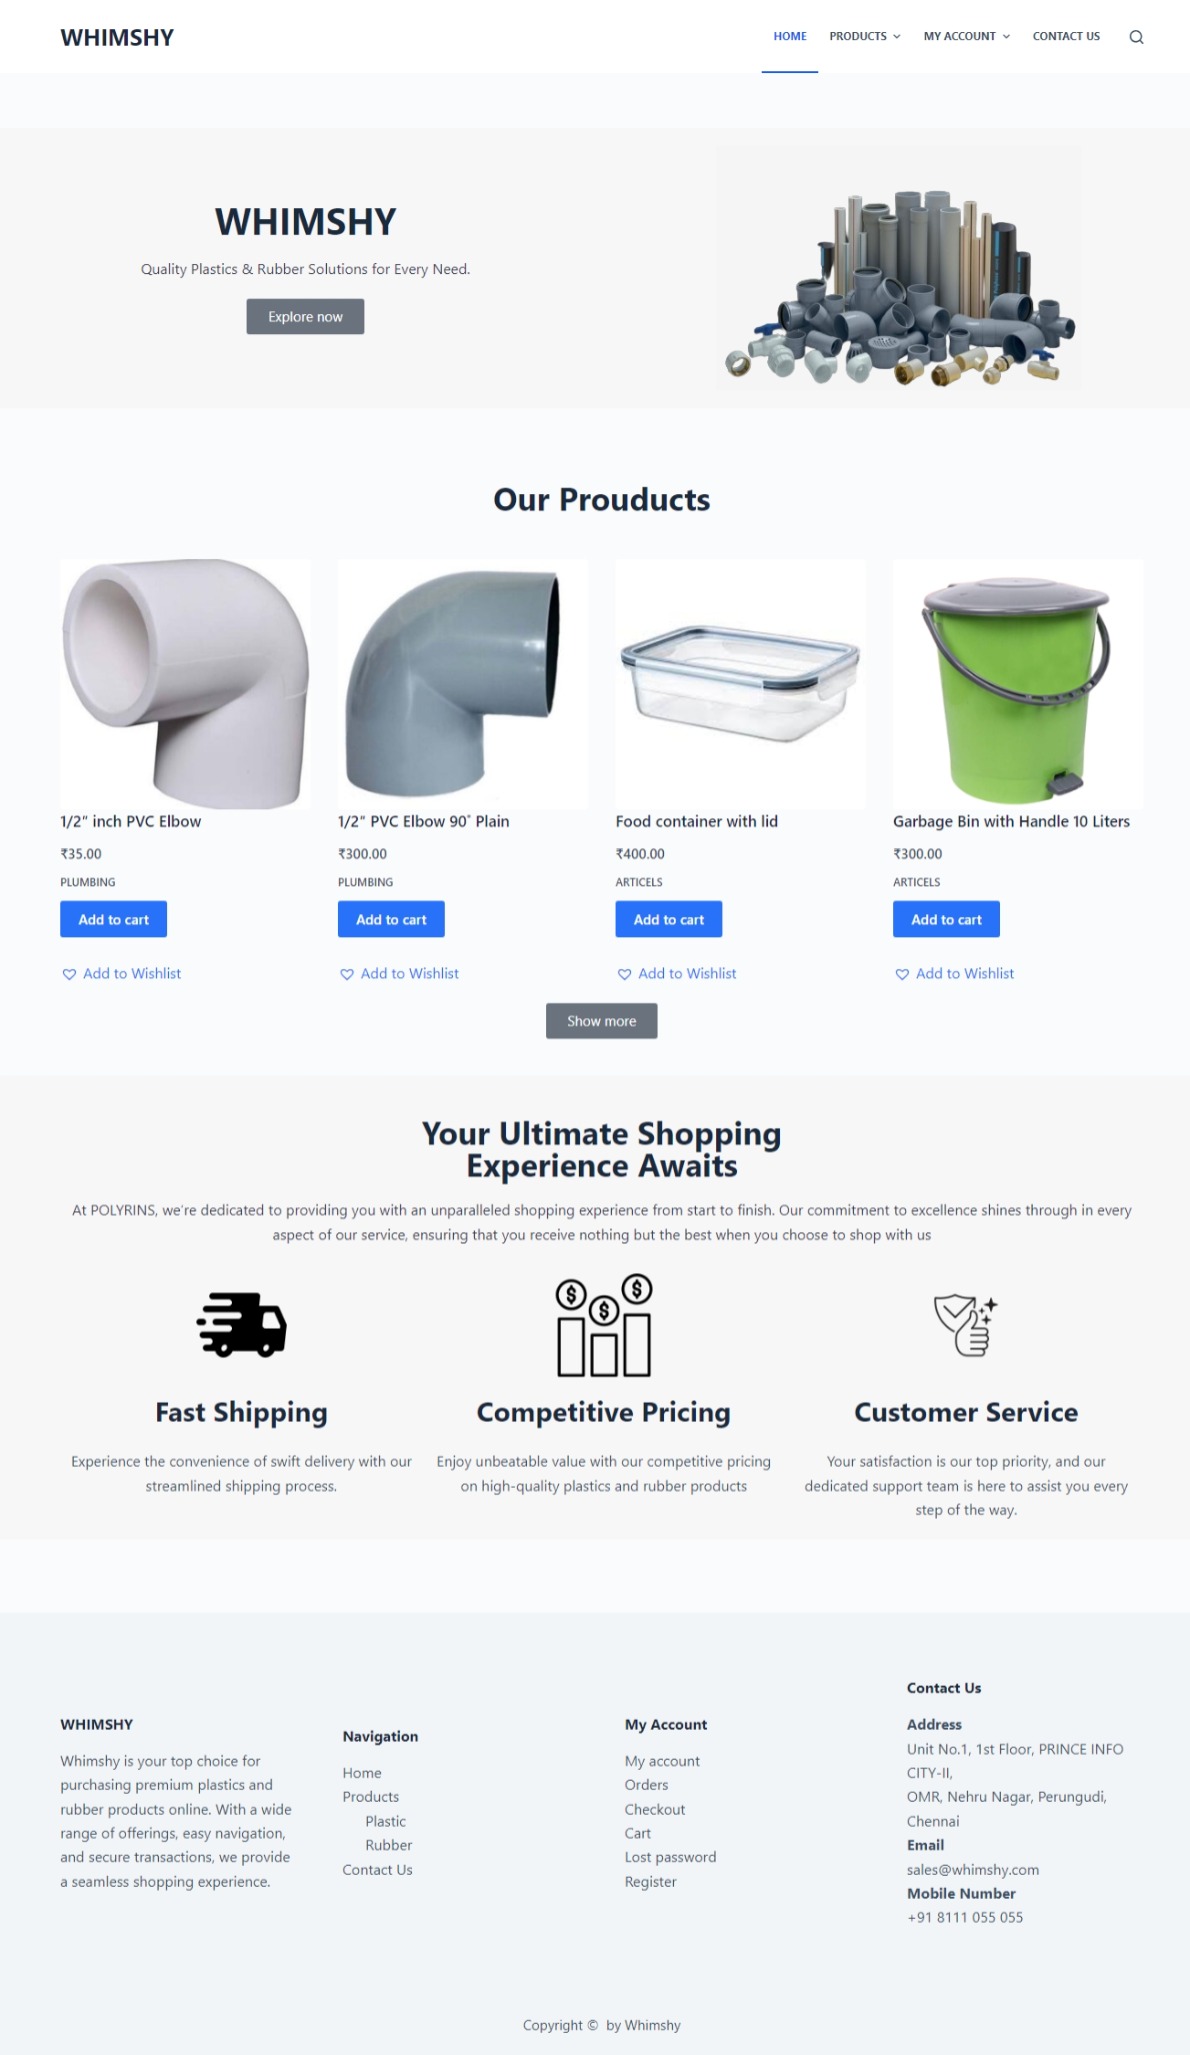 WHIMSHY
HOME
PRODUCTS
MY ACCOUNT
CONTACT US
WHIMSHY
Quality Plastics & Rubber Solutions for Every Need.
Explore now
Our Prouducts
1/2″ inch PVC Elbow
₹35.00
PLUMBING
Add to cart
Add to Wishlist
1/2″ PVC Elbow 90˚ Plain
₹300.00
PLUMBING
Add to cart
Add to Wishlist
Food container with lid
₹400.00
ARTICELS
Add to cart
Add to Wishlist
Garbage Bin with Handle 10 Liters
₹300.00
ARTICELS
Add to cart
Add to Wishlist
Show more
Your Ultimate Shopping
Experience Awaits
At POLYRINS, we're dedicated to providing you with an unparalleled shopping experience from start to finish. Our commitment to excellence shines through in every
aspect of our service, ensuring that you receive nothing but the best when you choose to shop with us
$ $ $
Fast Shipping
Experience the convenience of swift delivery with our
streamlined shipping process.
Competitive Pricing
Enjoy unbeatable value with our competitive pricing
on high-quality plastics and rubber products
Customer Service
Your satisfaction is our top priority, and our
dedicated support team is here to assist you every
step of the way.
WHIMSHY
Whimshy is your top choice for
purchasing premium plastics and
rubber products online. With a wide
range of offerings, easy navigation,
and secure transactions, we provide
a seamless shopping experience.
Navigation
Home
Products
Plastic
Rubber
Contact Us
My Account
My account
Orders
Checkout
Cart
Lost password
Register
Contact Us
Address
Unit No.1, 1st Floor, PRINCE INFO
CITY-II,
OMR, Nehru Nagar, Perungudi,
Chennai
Email
sales@whimshy.com
Mobile Number
+91 8111 055 055
Copyright © by Whimshy